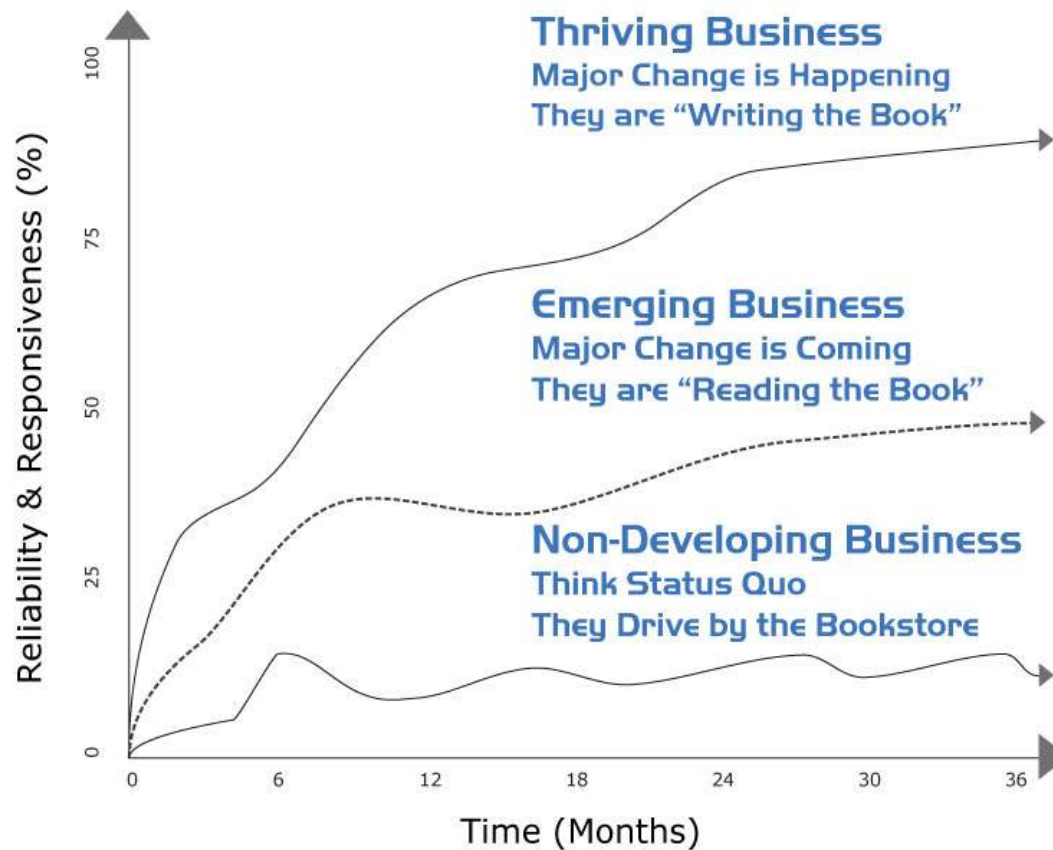 Thriving Business
Major Change is Happening
They are “Writing the Book”
Emerging Business
Major Change is Coming
They are “Reading the Book”
Non-Developing Business
Think Status Quo
They Drive by the Bookstore
Reliability & Responsiveness (%)
100
75
50
25
0
0 6 12 18 24 30 36
Time (Months)